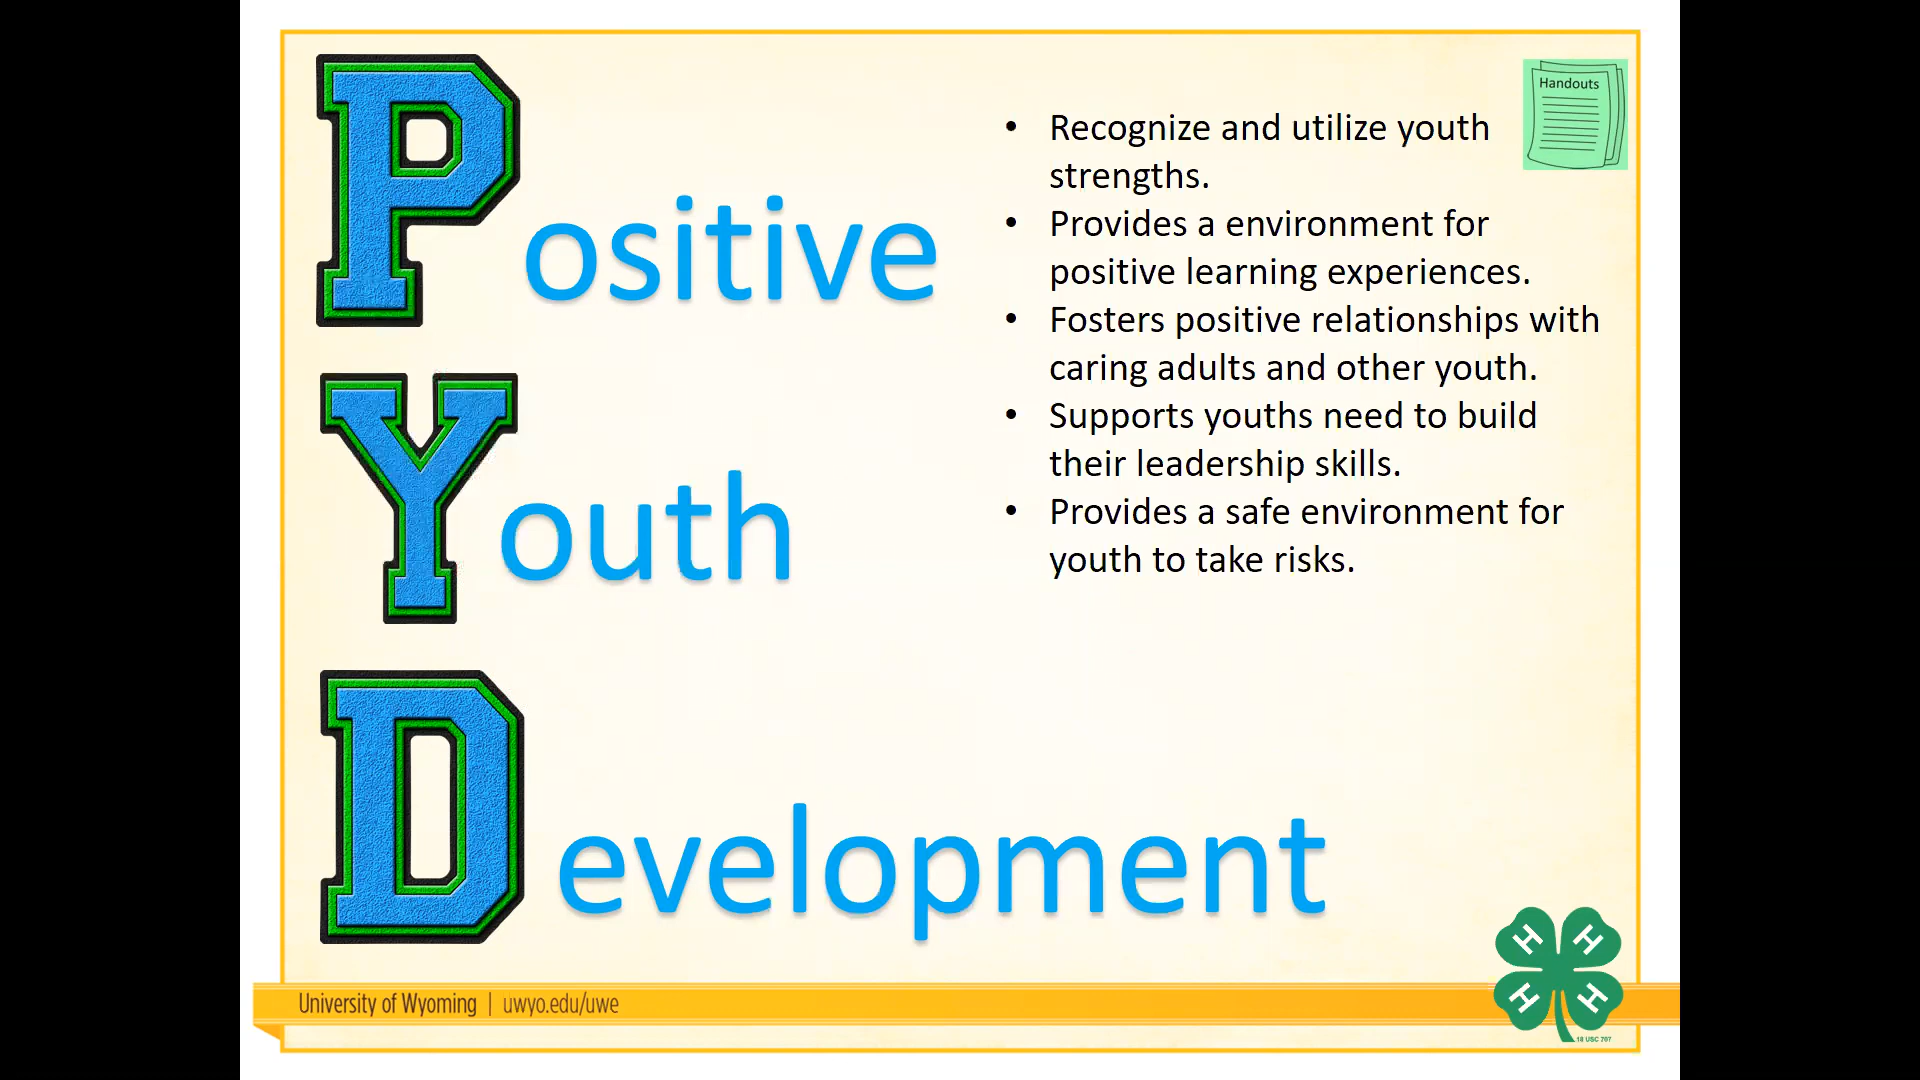 Positive
Youth
Development
Handouts
• Recognize and utilize youth
strengths.
• Provides a environment for
positive learning experiences.
• Fosters positive relationships with
caring adults and other youth.
• Supports youths need to build
their leadership skills.
• Provides a safe environment for
youth to take risks.
University of Wyoming | uwyo.edu/uwe
H H
H H
18 USC 707